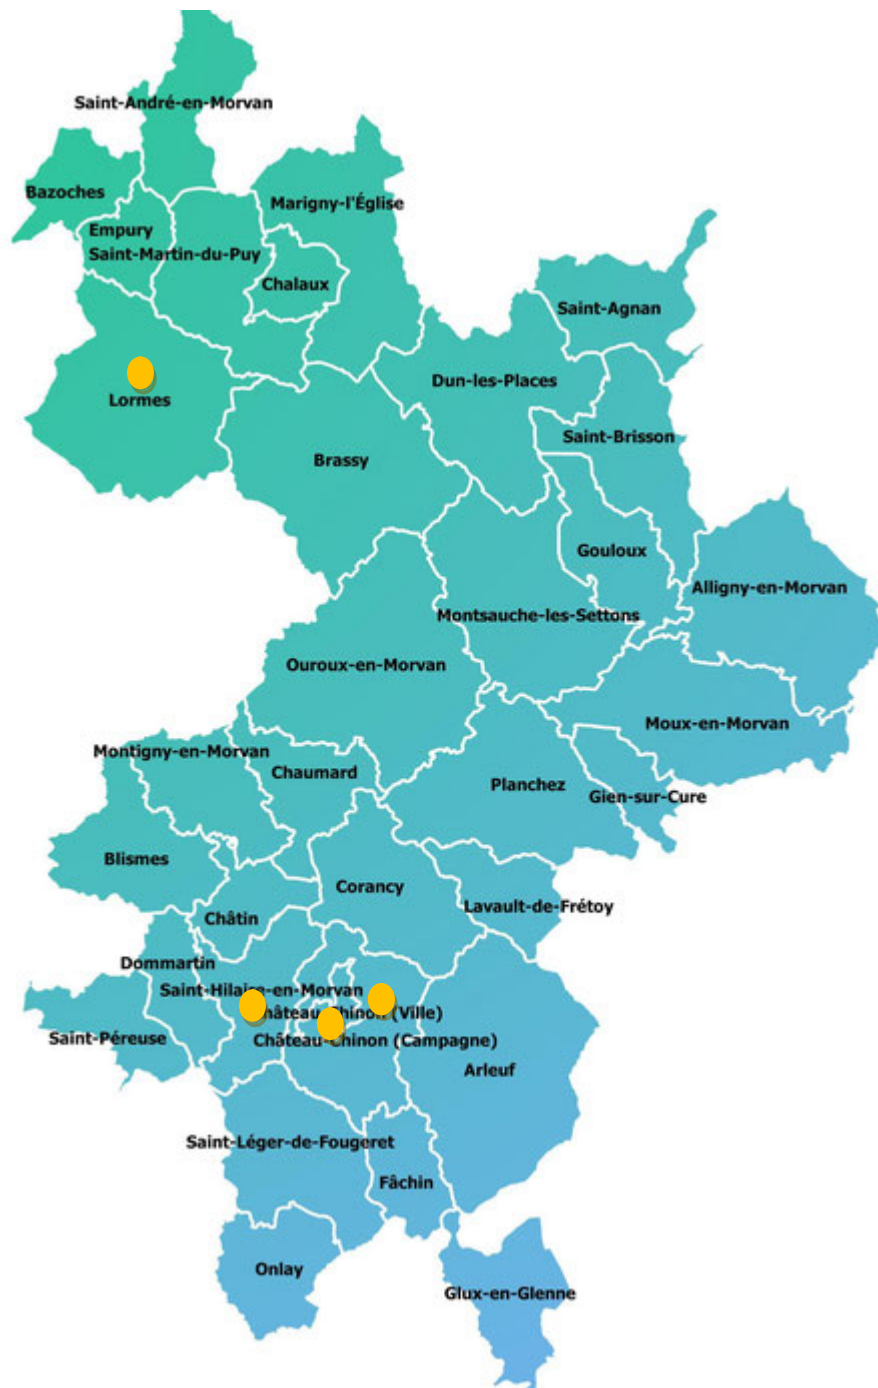 Saint-André-en-Morvan
Bazoches
Marigny-l'Église
Empury
Saint-Martin-du-Puy
Chalaux
Saint-Agnan
Dun-les-Places
Lormes
Saint-Brisson
Brassy
Gouloux
Alligny-en-Morvan
Montsauche-les-Settons
Ouroux-en-Morvan
Moux-en-Morvan
Montigny-en-Morvan
Chaumard
Planchez
Gien-sur-Cure
Blismes
Corancy
Lavault-de-Frétoy
Châtin
Dommartin
Saint-Hilaire-en-Morvan
Château-Chinon (Ville)
Saint-Péreuse
Château-Chinon (Campagne)
Arleuf
Saint-Léger-de-Fougeret
Fâchin
Onlay
Glux-en-Glenne